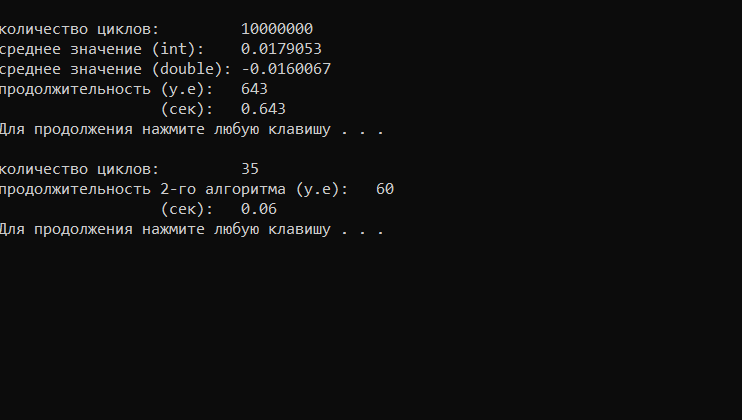 количество циклов: 10000000
среднее значение (int): 0.0179053
среднее значение (double): -0.0160067
продолжительность (у.е): 643
(сек): 0.643
Для продолжения нажмите любую клавишу . . .
количество циклов: 35
продолжительность 2-го алгоритма (у.е): 60
(сек): 0.06
Для продолжения нажмите любую клавишу . . .